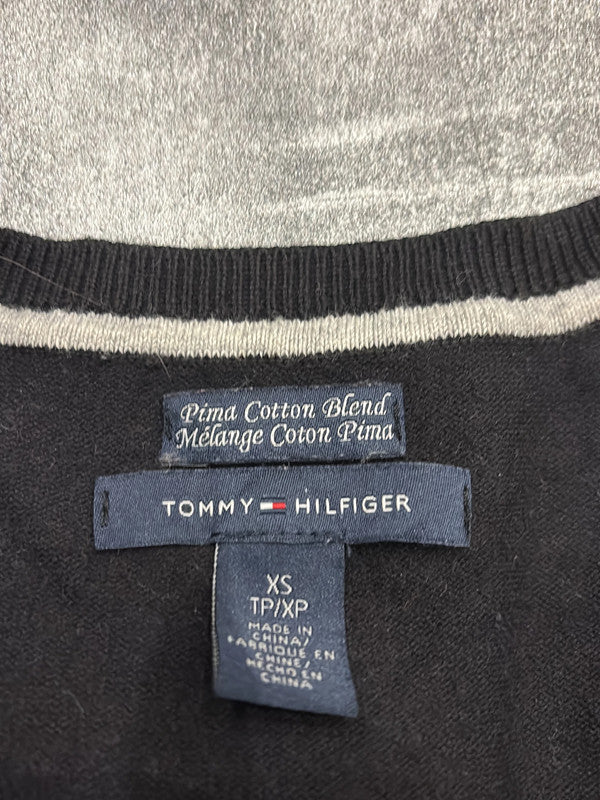 Pima Cotton Blend
Mélange Coton Pima
TOMMY HILFIGER
XS
TP/XP
MADE IN
CHINA/
FABRIQUÉ EN
CHINE/
HECHO EN
CHINA